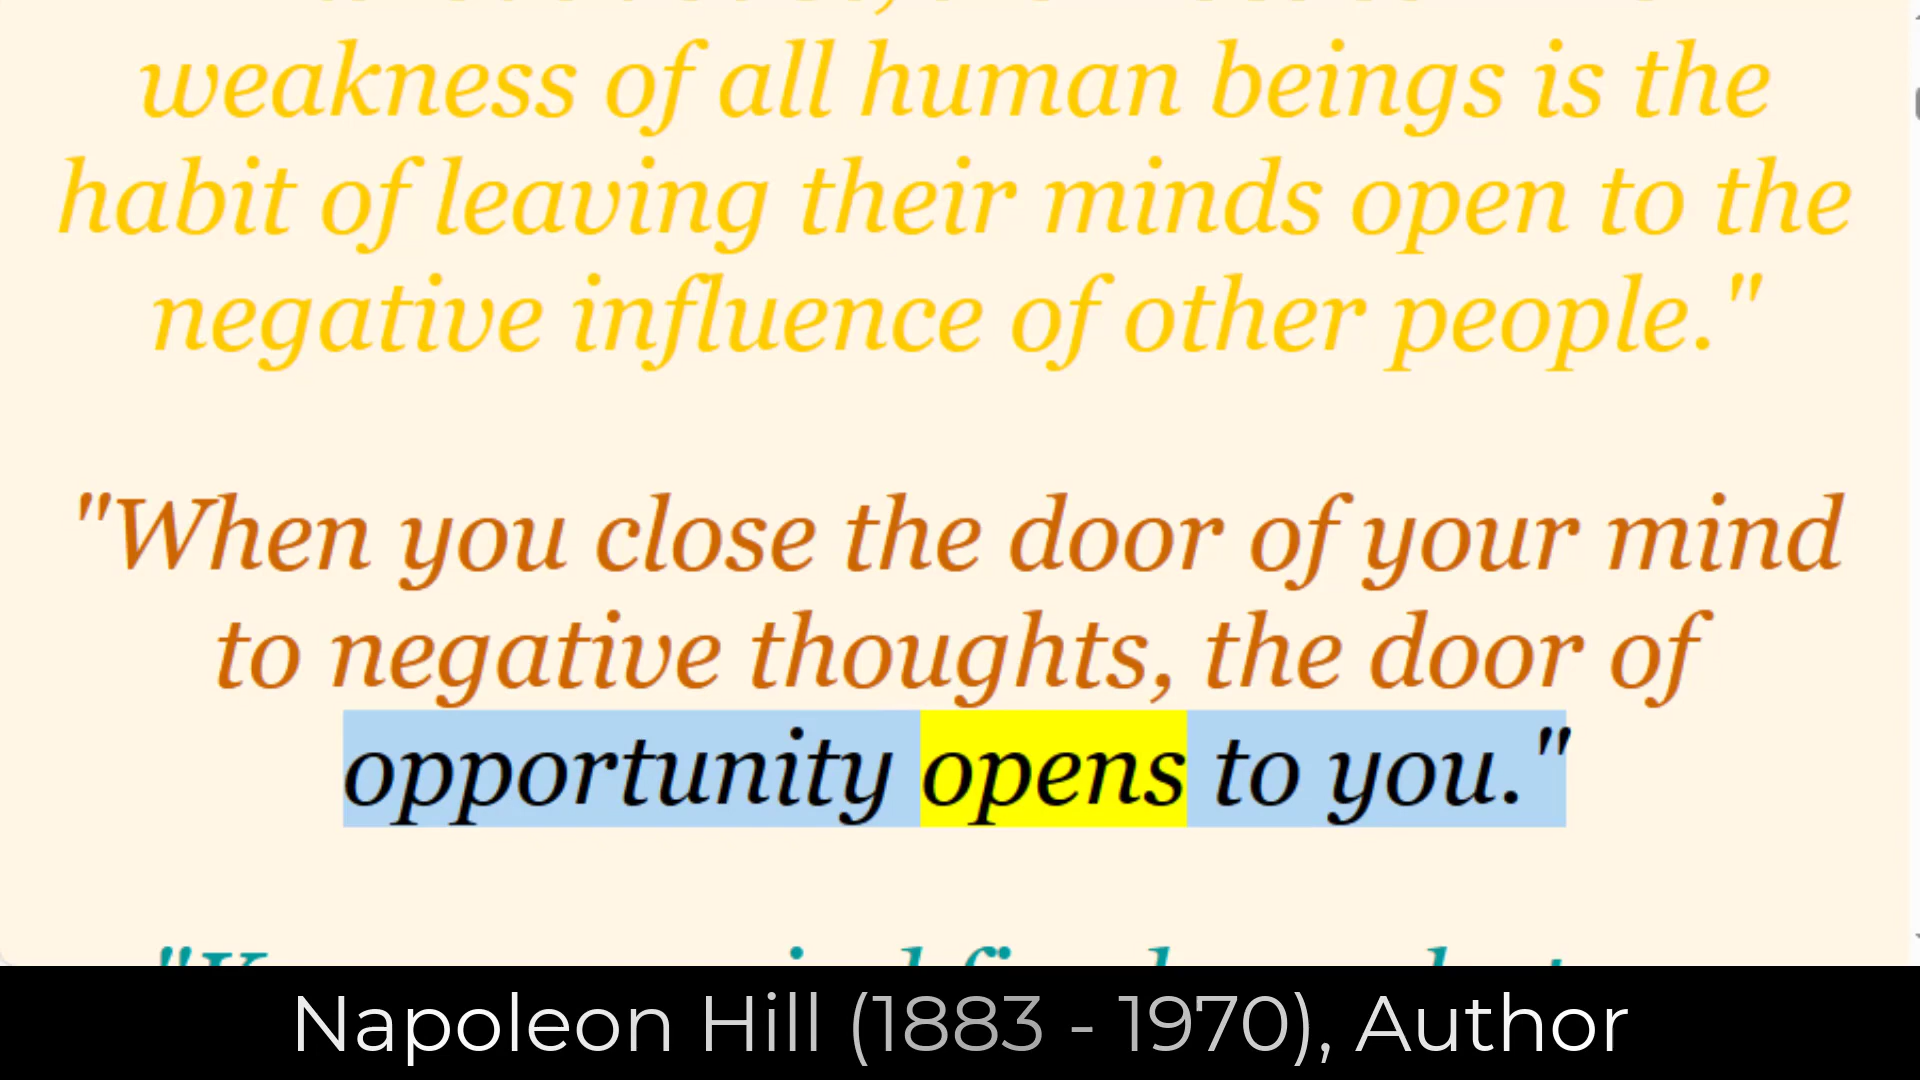 weakness of all human beings is the
habit of leaving their minds open to the
negative influence of other people."
"When you close the door of your mind
to negative thoughts, the door of
opportunity opens to you."
Napoleon Hill (1883 - 1970), Author